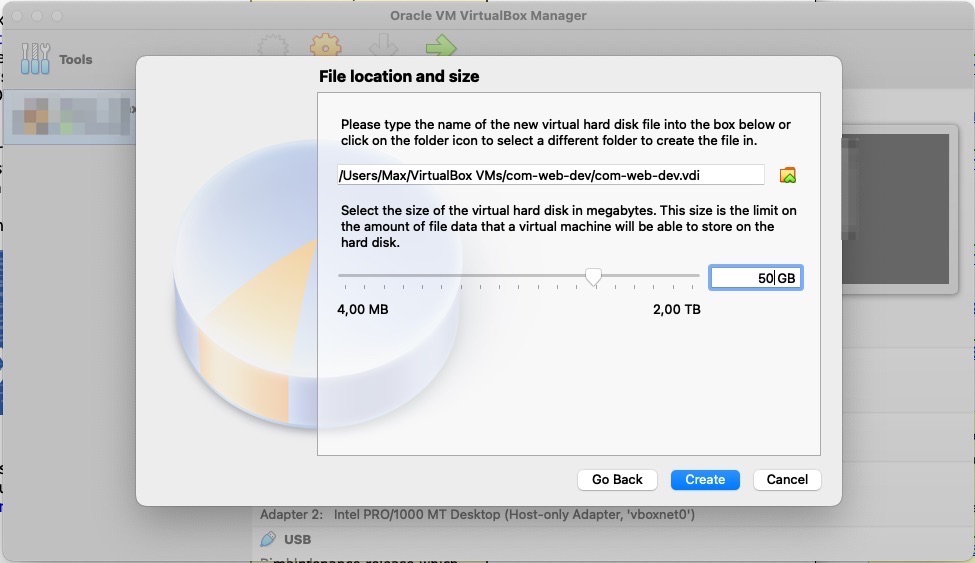 Oracle VM VirtualBox Manager
Tools
File location and size
Please type the name of the new virtual hard disk file into the box below or
click on the folder icon to select a different folder to create the file in.
/Users/Max/VirtualBox VMs/com-web-dev/com-web-dev.vdi
Select the size of the virtual hard disk in megabytes. This size is the limit on
the amount of file data that a virtual machine will be able to store on the
hard disk.
50 GB
4,00 MB
2,00 TB
Go Back
Create
Cancel
Adapter 2: Intel PRO/1000 MT Desktop (Host-only Adapter, 'vboxnet0')
USB